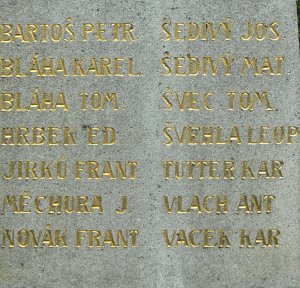 BARTOŠ PETR.
BLÁHA KAREL.
BLÁHA TOM.
HRBEK ED
JIRKŮ FRANT.
MĚCHURA J.
NOVÁK FRANT.
ŠEDIVÝ JOS.
ŠEDIVÝ MAT.
ŠVEC TOM.
ŠVEHLA LEOP
TUTTER KAR
VLACH ANT
VACEK KAR